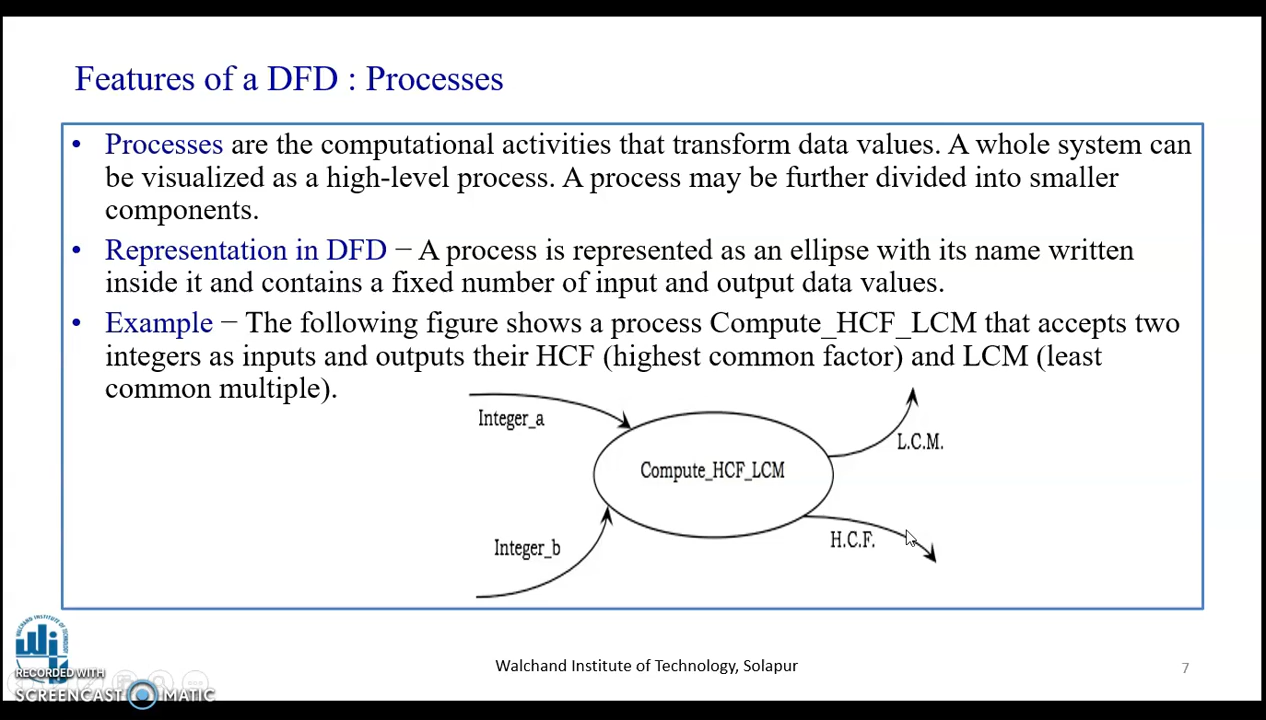 Features of a DFD : Processes
• Processes are the computational activities that transform data values. A whole system can
be visualized as a high-level process. A process may be further divided into smaller
components.
• Representation in DFD − A process is represented as an ellipse with its name written
inside it and contains a fixed number of input and output data values.
• Example − The following figure shows a process Compute_HCF_LCM that accepts two
integers as inputs and outputs their HCF (highest common factor) and LCM (least
common multiple).
Integer_a
L.C.M.
Compute_HCF_LCM
Integer_b
H.C.F.
RECORDED WITH
SCREENCAST MATIC
Walchand Institute of Technology, Solapur
7